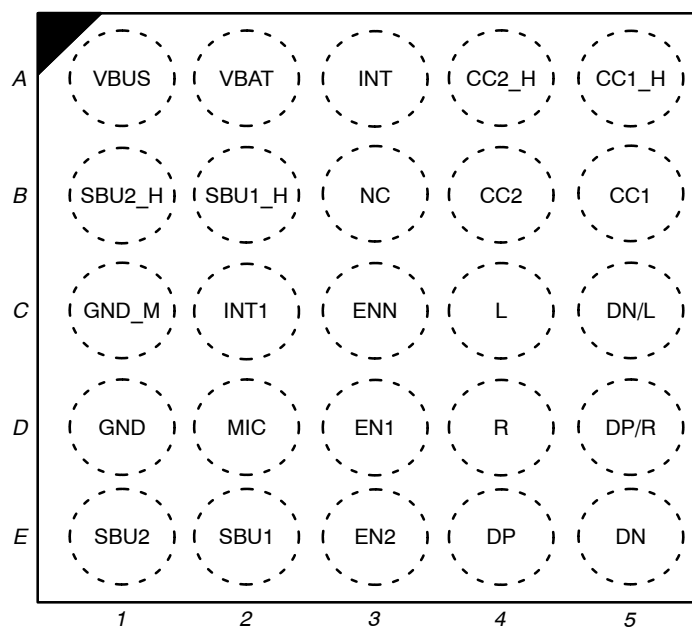 A VBUS VBAT INT CC2_H CC1_H
B SBU2_H SBU1_H NC CC2 CC1
C GND_M INT1 ENN L DN/L
D GND MIC EN1 R DP/R
E SBU2 SBU1 EN2 DP DN
1 2 3 4 5